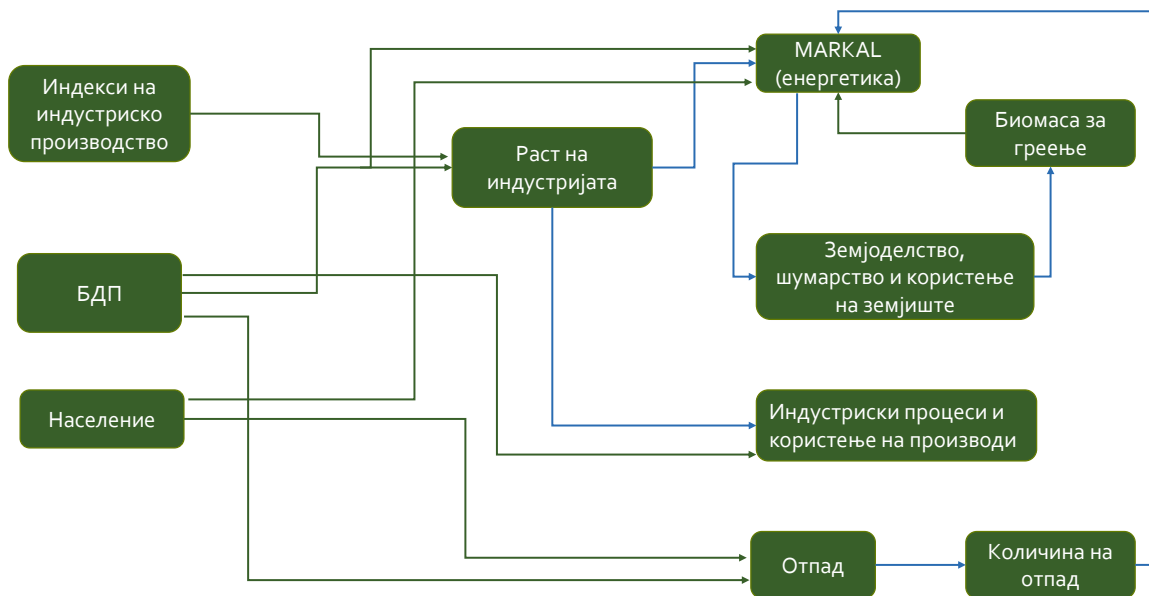 MARKAL
(енергетика)
Индекси на
индустриско
производство
Биомаса за
греење
Раст на
индустријата
Земјоделство,
шумарство и користење
на земјиште
БДП
Население
Индустриски процеси и
користење на производи
Отпад
Количина на
отпад